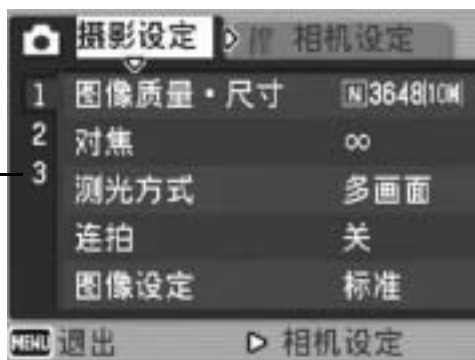 摄影设定 相机设定
1 图像质量·尺寸 N3648 10M
2 对焦 ∞
3 测光方式 多画面
连拍 关
图像设定 标准
MENU 退出 相机设定